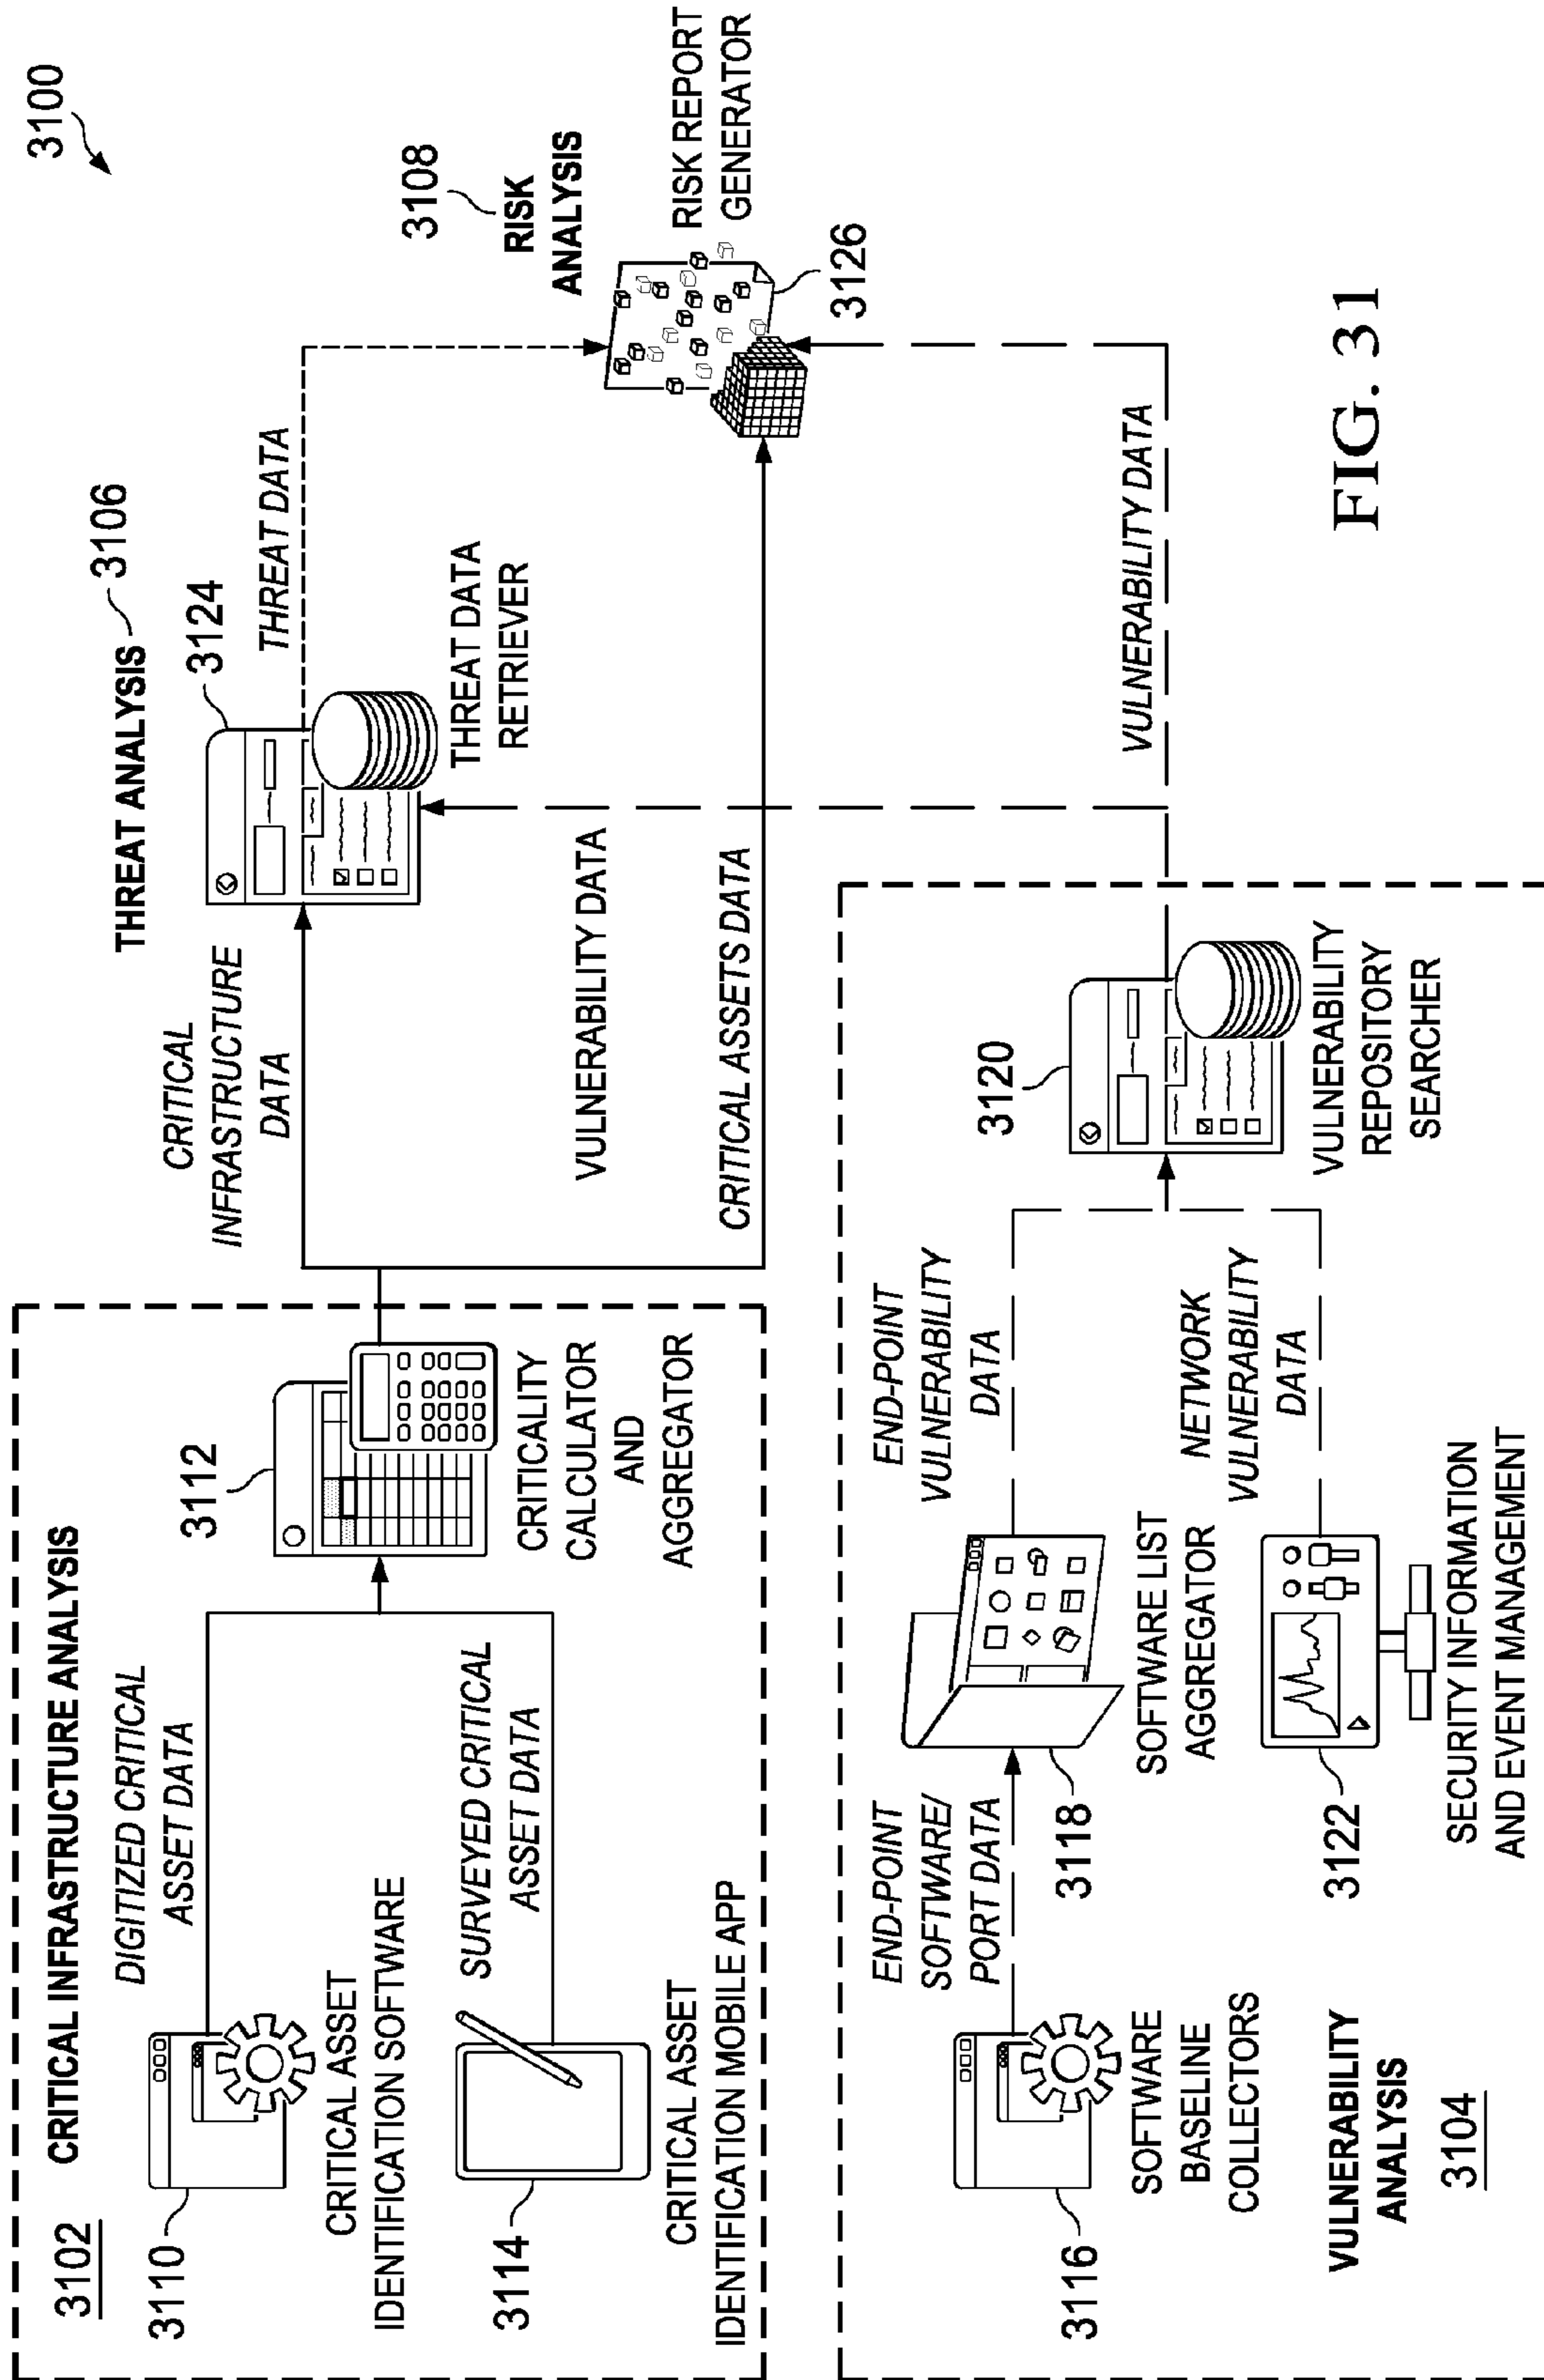 3100
3102
CRITICAL INFRASTRUCTURE ANALYSIS
3110
DIGITIZED CRITICAL
ASSET DATA
CRITICAL ASSET
IDENTIFICATION SOFTWARE
3114
SURVEYED CRITICAL
ASSET DATA
CRITICAL ASSET
IDENTIFICATION MOBILE APP
3112
CRITICALITY
CALCULATOR
AND
AGGREGATOR
CRITICAL
INFRASTRUCTURE
DATA
THREAT ANALYSIS
3106
3124
THREAT DATA
THREAT DATA
RETRIEVER
VULNERABILITY DATA
CRITICAL ASSETS DATA
3108
RISK
ANALYSIS
RISK REPORT
GENERATOR
3126
3116
SOFTWARE
BASELINE
COLLECTORS
END-POINT
SOFTWARE/
PORT DATA
3118
SOFTWARE LIST
AGGREGATOR
3122
SECURITY INFORMATION
AND EVENT MANAGEMENT
END-POINT
VULNERABILITY
DATA
NETWORK
VULNERABILITY
DATA
3120
VULNERABILITY
REPOSITORY
SEARCHER
VULNERABILITY DATA
VULNERABILITY
ANALYSIS
3104
FIG. 31